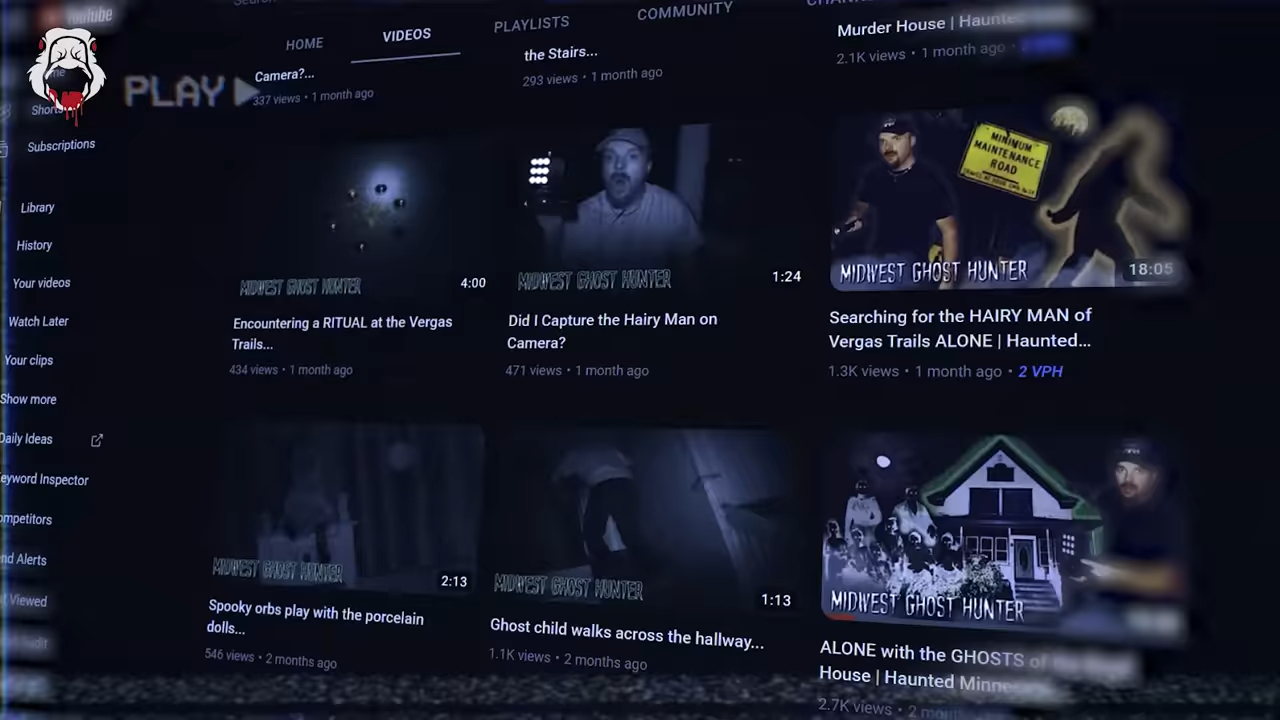 YouTube
HOME
VIDEOS
PLAYLISTS
COMMUNITY
PLAY
Camera?...
337 views • 1 month ago
the Stairs...
293 views • 1 month ago
Murder House | Haunted
2.1K views • 1 month ago
Shorts
Subscriptions
Library
History
Your videos
Watch Later
Your clips
Show more
Daily Ideas
eyword Inspector
ompetitors
nd Alerts
Viewed
MIDWEST GHOST HUNTER
4:00
Encountering a RITUAL at the Vergas
Trails...
434 views • 1 month ago
MIDWEST GHOST HUNTER
1:24
Did I Capture the Hairy Man on
Camera?
471 views • 1 month ago
MINIMUM
MAINTENANCE
ROAD
MIDWEST GHOST HUNTER
18:05
Searching for the HAIRY MAN of
Vergas Trails ALONE | Haunted...
1.3K views • 1 month ago • 2 VPH
MIDWEST GHOST HUNTER
2:13
Spooky orbs play with the porcelain
dolls...
546 views • 2 months ago
MIDWEST GHOST HUNTER
1:13
Ghost child walks across the hallway...
1.1K views • 2 months ago
MIDWEST GHOST HUNTER
ALONE with the GHOSTS of
House | Haunted Minne
2.7K views • 2 mon